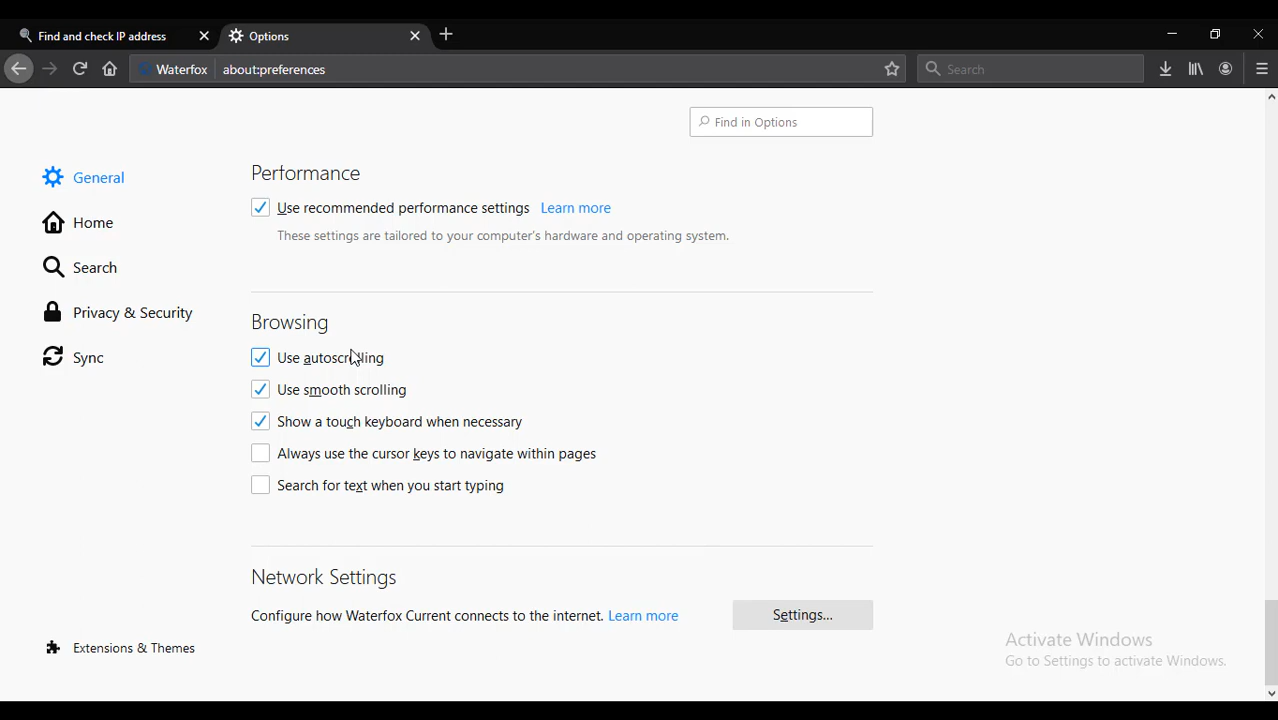 Find and check IP address
Options
Waterfox
about:preferences
Search
Find in Options
General
Home
Search
Privacy & Security
Sync
Extensions & Themes
Performance
Use recommended performance settings Learn more
These settings are tailored to your computer's hardware and operating system.
Browsing
Use autoscrolling
Use smooth scrolling
Show a touch keyboard when necessary
Always use the cursor keys to navigate within pages
Search for text when you start typing
Network Settings
Configure how Waterfox Current connects to the internet. Learn more
Settings...
Activate Windows
Go to Settings to activate Windows.